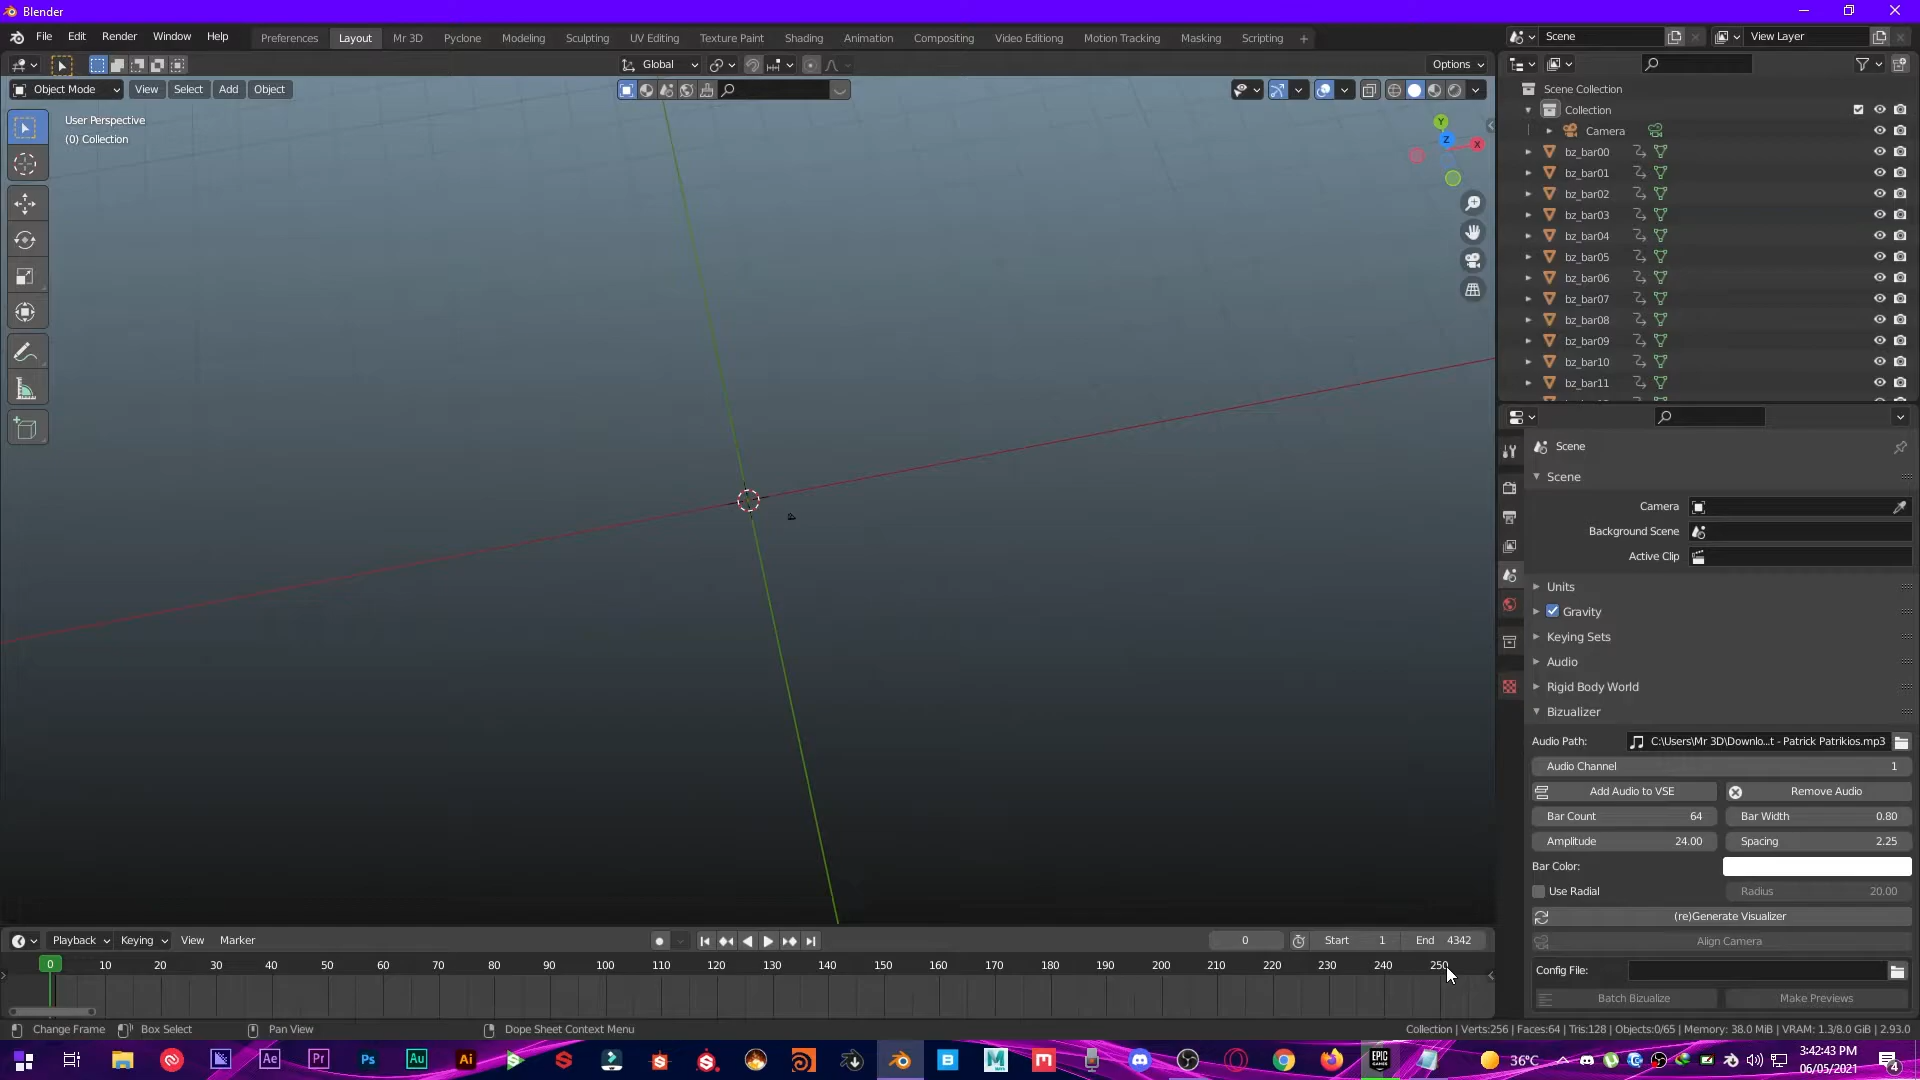 Blender
File Edit Render Window Help
Preferences Layout Mr 3D Pyclone Modeling Sculpting UV Editing Texture Paint Shading Animation Compositing Video Editiong Motion Tracking Masking Scripting +
Scene
View Layer
Global
Options
Object Mode View Select Add Object
User Perspective
(0) Collection
Y
Z
X
Scene Collection
Collection
Camera
bz_bar00
bz_bar01
bz_bar02
bz_bar03
bz_bar04
bz_bar05
bz_bar06
bz_bar07
bz_bar08
bz_bar09
bz_bar10
bz_bar11
Scene
Scene
Camera
Background Scene
Active Clip
Units
Gravity
Keying Sets
Audio
Rigid Body World
Bizualizer
Audio Path: C:\Users\Mr 3D\Downlo...t - Patrick Patrikios.mp3
Audio Channel 1
Add Audio to VSE Remove Audio
Bar Count 64 Bar Width 0.80
Amplitude 24.00 Spacing 2.25
Bar Color:
Use Radial Radius 20.00
(re)Generate Visualizer
Align Camera
Config File:
Batch Bizualize Make Previews
Playback Keying View Marker
0 Start 1 End 4342
0 10 20 30 40 50 60 70 80 90 100 110 120 130 140 150 160 170 180 190 200 210 220 230 240 250
Change Frame Box Select Pan View Dope Sheet Context Menu
Collection | Verts:256 | Faces:64 | Tris:128 | Objects:0/65 | Memory: 38.0 MiB | VRAM: 1.3/8.0 GiB | 2.93.0
Ae Pr Ps Au Ai
EPIC GAMES
36°C
3:42:43 PM
06/05/2021
4